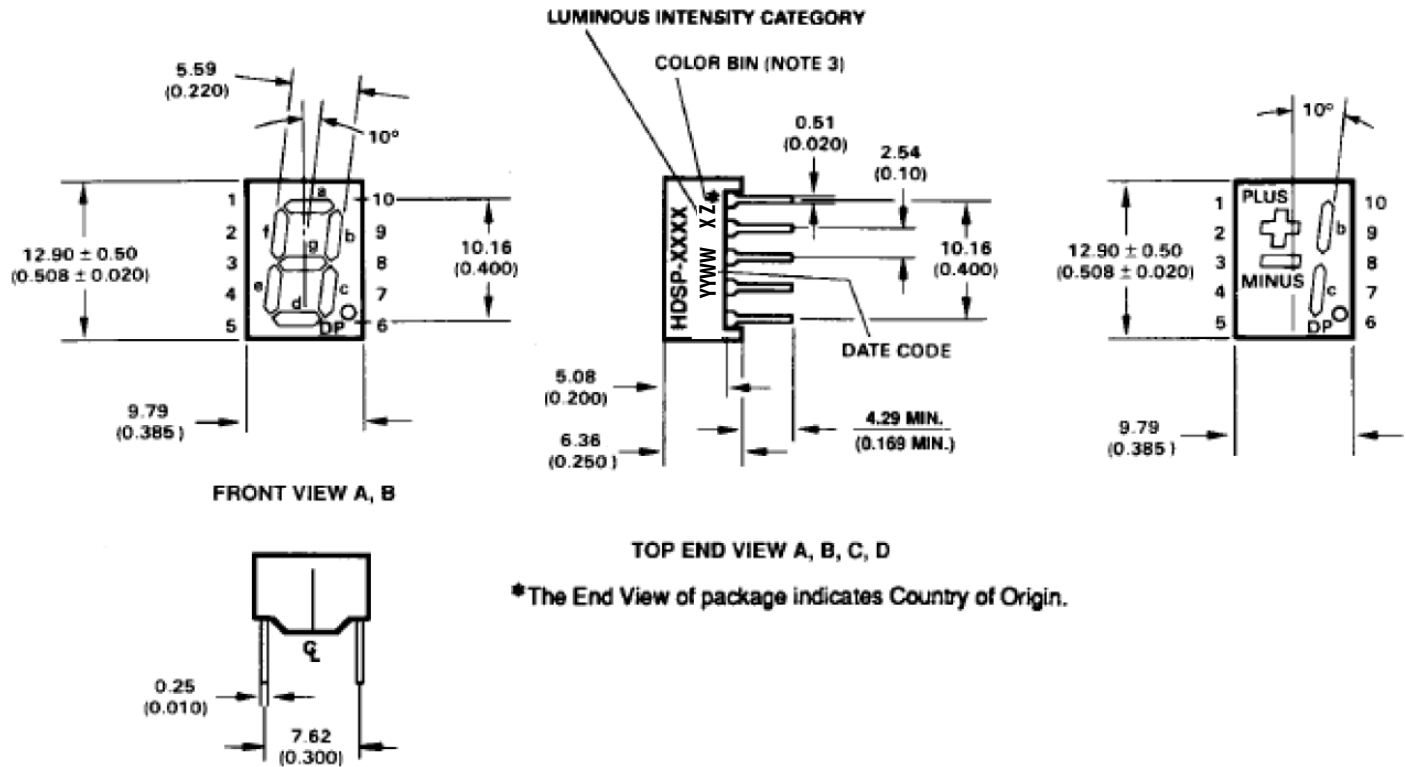 LUMINOUS INTENSITY CATEGORY
COLOR BIN (NOTE 3)
5.59
(0.220)
10°
12.90 ± 0.50
(0.508 ± 0.020)
1
2
3
4
5
a
f
b
g
e
c
d
DP
10
9
8
7
6
10.16
(0.400)
9.79
(0.385)
FRONT VIEW A, B
HDSP-XXXX
YYWW X Z *
0.51
(0.020)
2.54
(0.10)
10.16
(0.400)
DATE CODE
5.08
(0.200)
6.36
(0.250)
4.29 MIN.
(0.169 MIN.)
TOP END VIEW A, B, C, D
*The End View of package indicates Country of Origin.
10°
12.90 ± 0.50
(0.508 ± 0.020)
1
2
3
4
5
PLUS
MINUS
b
c
DP
10
9
8
7
6
9.79
(0.385)
CL
0.25
(0.010)
7.62
(0.300)